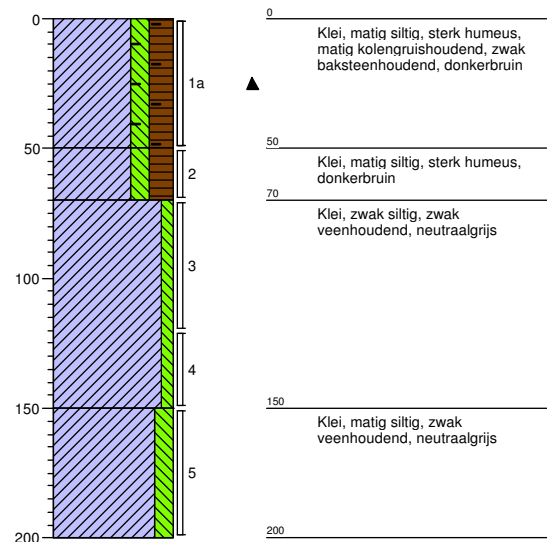 0
50
100
150
200
1a
2
3
4
5
0
Klei, matig siltig, sterk humeus,
matig kolengruishoudend, zwak
baksteenhoudend, donkerbruin
50
Klei, matig siltig, sterk humeus,
donkerbruin
70
Klei, zwak siltig, zwak
veenhoudend, neutraalgrijs
150
Klei, matig siltig, zwak
veenhoudend, neutraalgrijs
200